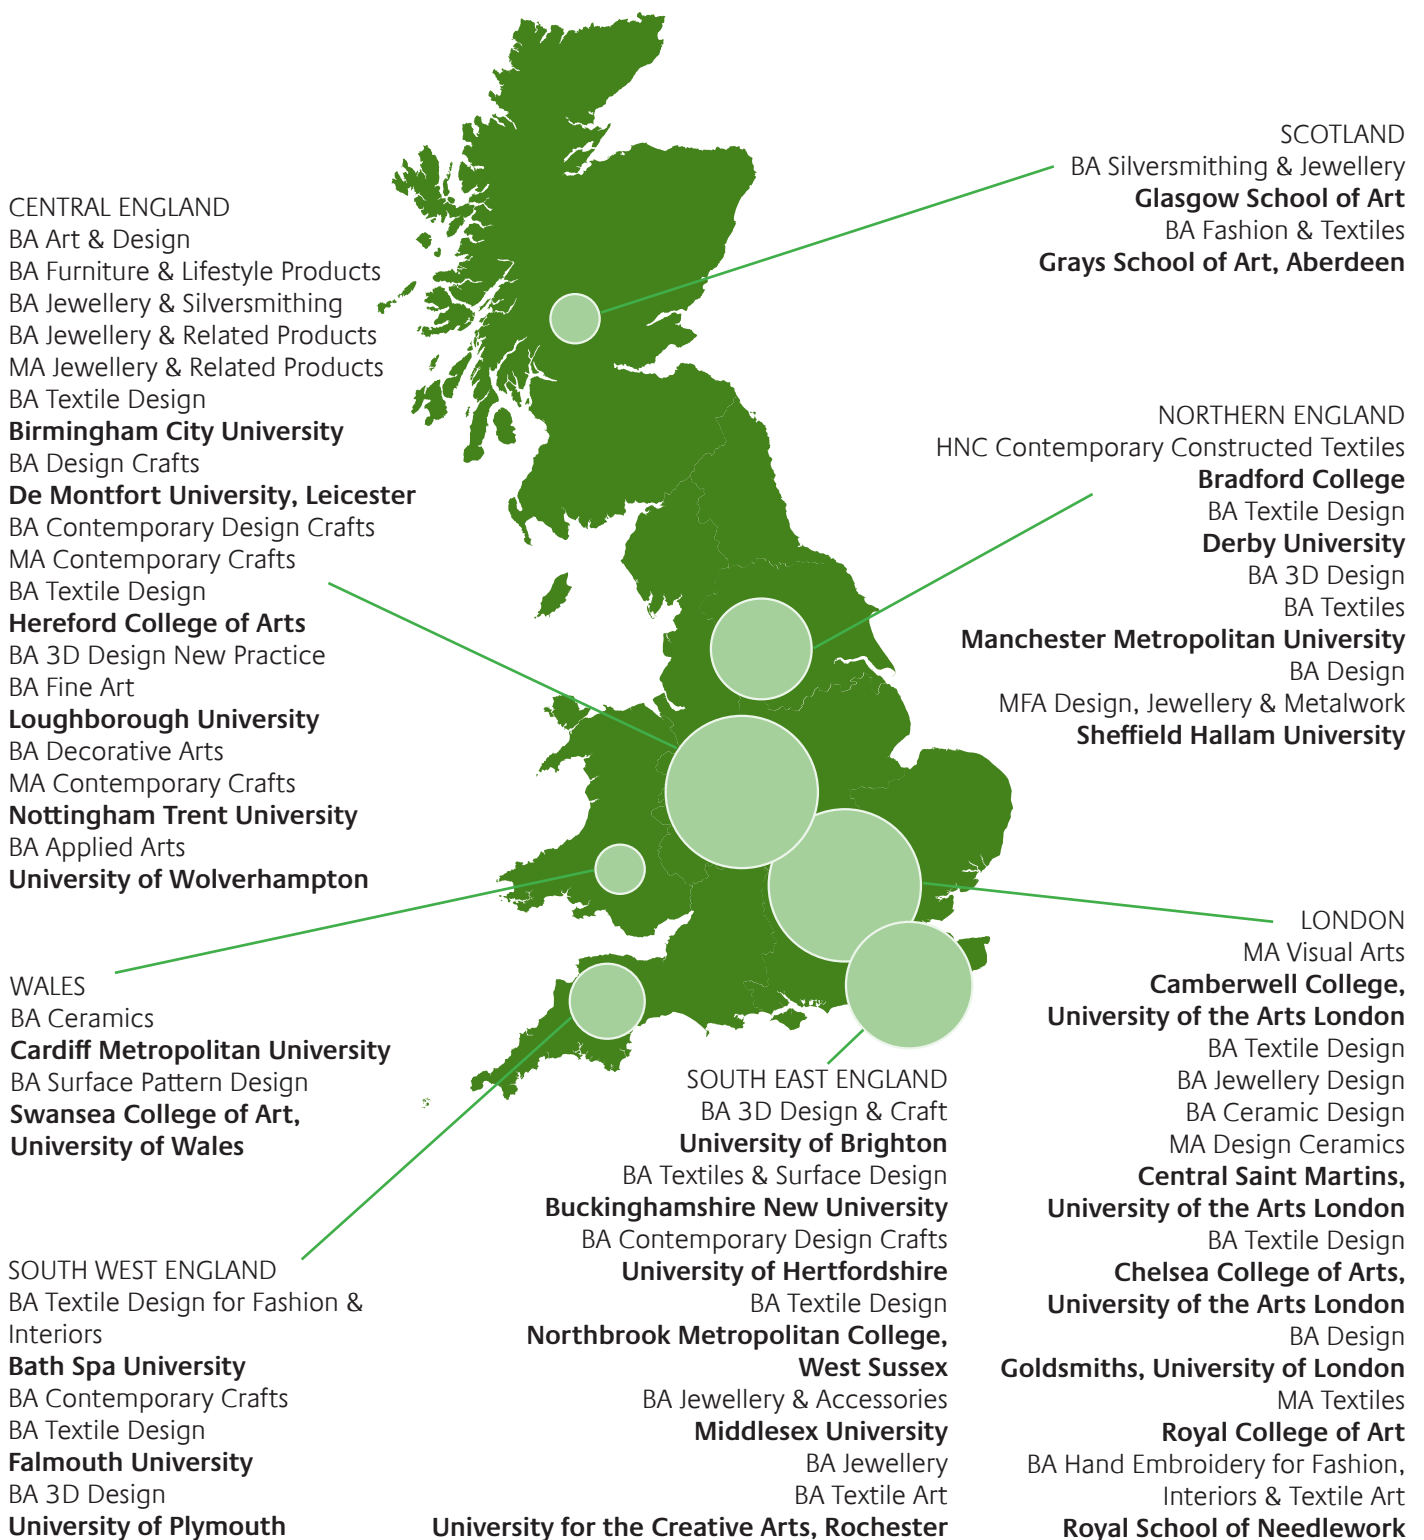 SCOTLAND
BA Silversmithing & Jewellery
Glasgow School of Art
BA Fashion & Textiles
Grays School of Art, Aberdeen
CENTRAL ENGLAND
BA Art & Design
BA Furniture & Lifestyle Products
BA Jewellery & Silversmithing
BA Jewellery & Related Products
MA Jewellery & Related Products
BA Textile Design
Birmingham City University
BA Design Crafts
De Montfort University, Leicester
BA Contemporary Design Crafts
MA Contemporary Crafts
BA Textile Design
Hereford College of Arts
BA 3D Design New Practice
BA Fine Art
Loughborough University
BA Decorative Arts
MA Contemporary Crafts
Nottingham Trent University
BA Applied Arts
University of Wolverhampton
NORTHERN ENGLAND
HNC Contemporary Constructed Textiles
Bradford College
BA Textile Design
Derby University
BA 3D Design
BA Textiles
Manchester Metropolitan University
BA Design
MFA Design, Jewellery & Metalwork
Sheffield Hallam University
WALES
BA Ceramics
Cardiff Metropolitan University
BA Surface Pattern Design
Swansea College of Art,
University of Wales
SOUTH WEST ENGLAND
BA Textile Design for Fashion &
Interiors
Bath Spa University
BA Contemporary Crafts
BA Textile Design
Falmouth University
BA 3D Design
University of Plymouth
SOUTH EAST ENGLAND
BA 3D Design & Craft
University of Brighton
BA Textiles & Surface Design
Buckinghamshire New University
BA Contemporary Design Crafts
University of Hertfordshire
BA Textile Design
Northbrook Metropolitan College,
West Sussex
BA Jewellery & Accessories
Middlesex University
BA Jewellery
BA Textile Art
University for the Creative Arts, Rochester
LONDON
MA Visual Arts
Camberwell College,
University of the Arts London
BA Textile Design
BA Jewellery Design
BA Ceramic Design
MA Design Ceramics
Central Saint Martins,
University of the Arts London
BA Textile Design
Chelsea College of Arts,
University of the Arts London
BA Design
Goldsmiths, University of London
MA Textiles
Royal College of Art
BA Hand Embroidery for Fashion,
Interiors & Textile Art
Royal School of Needlework